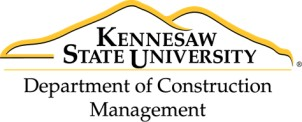 KENNESAW
STATE UNIVERSITY
®
Department of Construction
Management